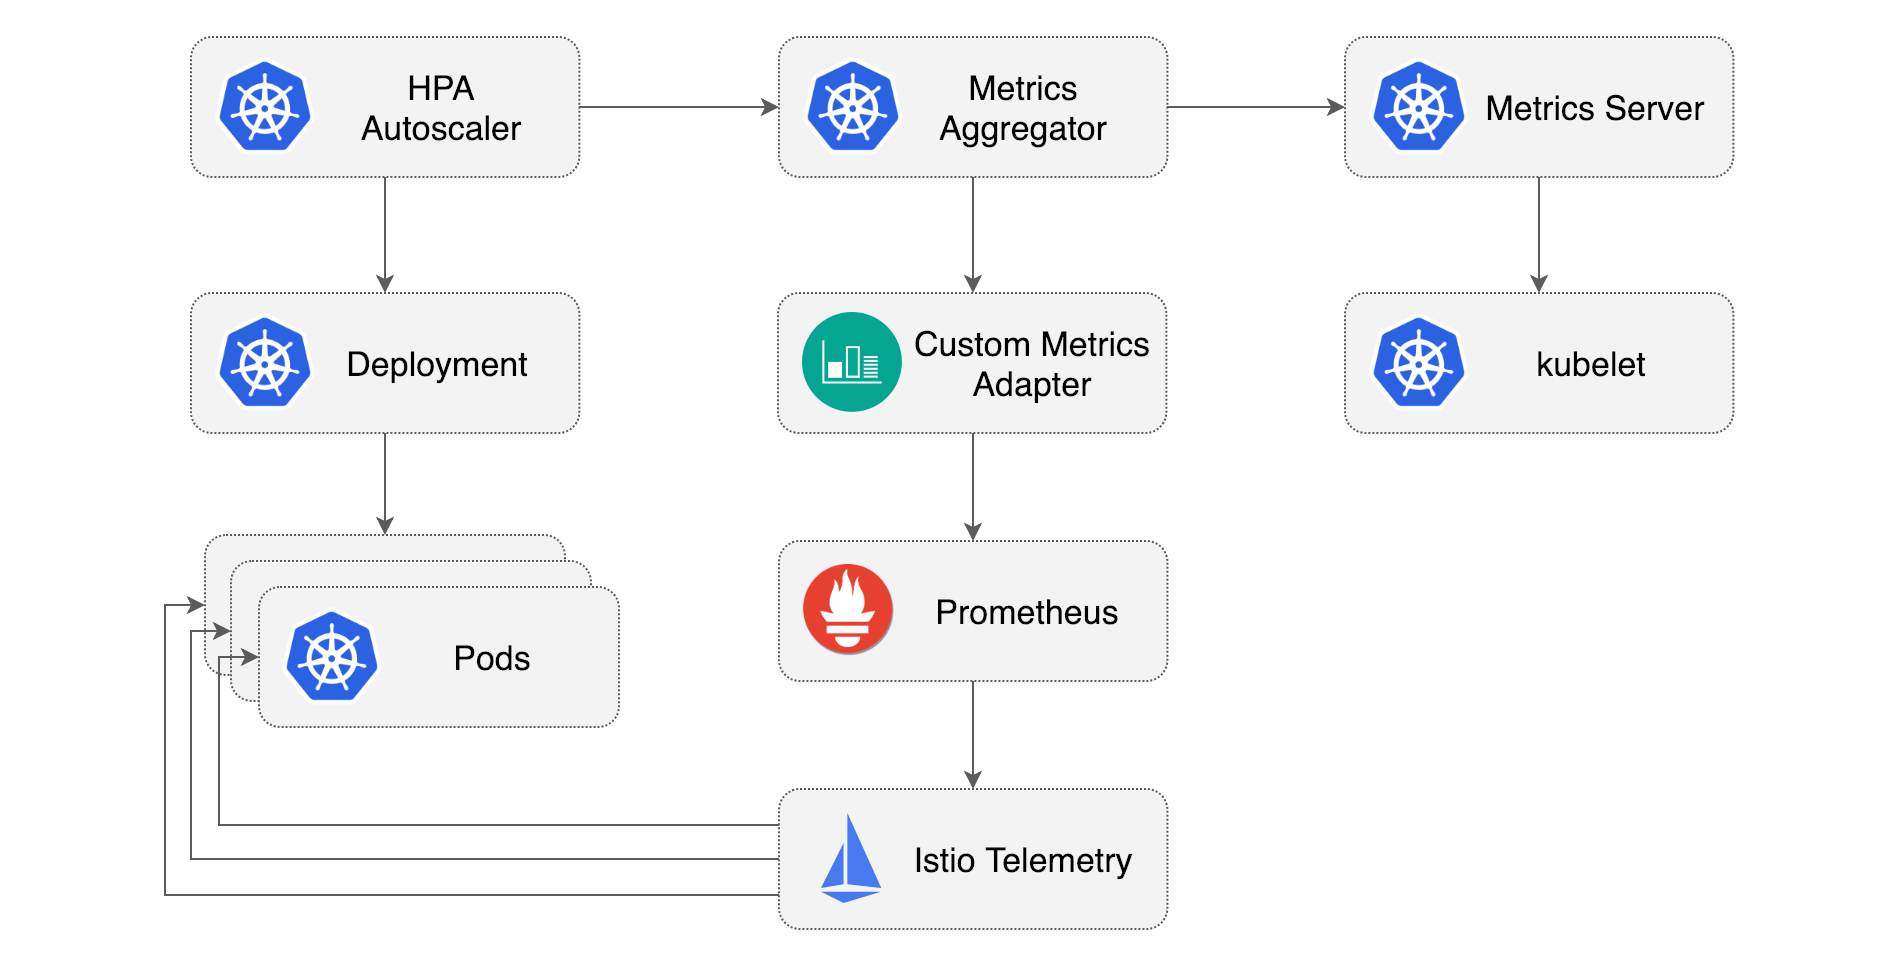 HPA
Autoscaler
Metrics
Aggregator
Metrics Server
Deployment
Custom Metrics
Adapter
kubelet
Pods
Prometheus
Istio Telemetry